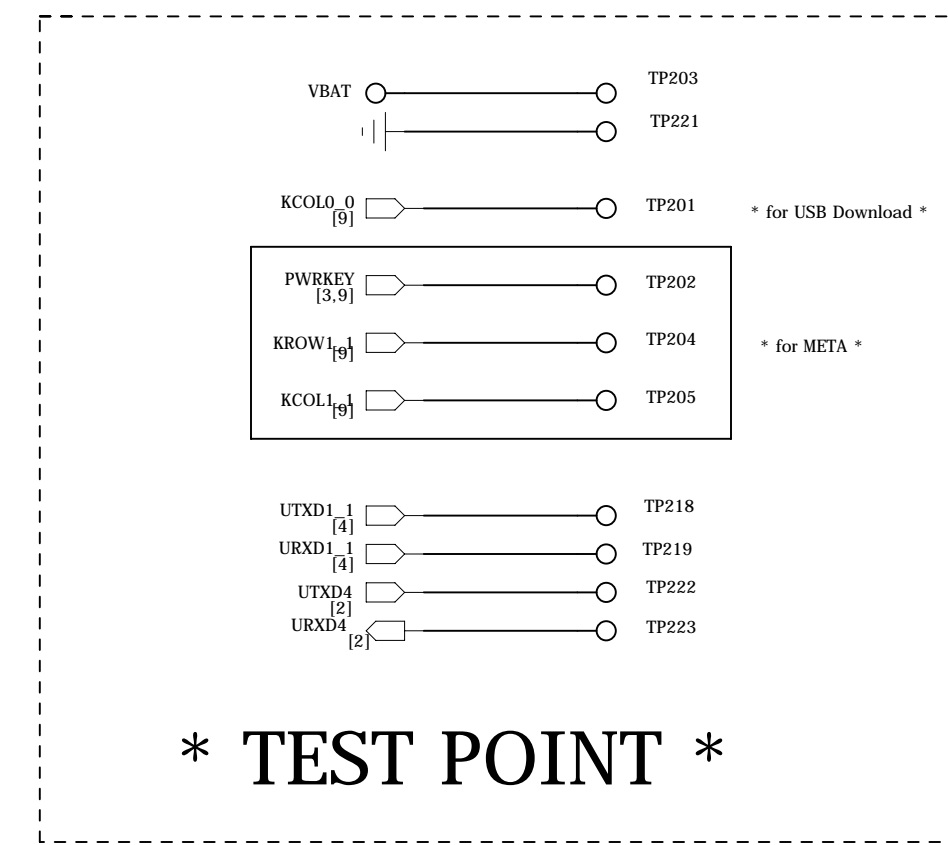 VBAT TP203
TP221
KCOL0_0 [9] TP201 * for USB Download *
PWRKEY [3,9] TP202
KROW1_1 [9] TP204 * for META *
KCOL1_1 [9] TP205
UTXD1_1 [4] TP218
URXD1_1 [4] TP219
UTXD4 [2] TP222
URXD4 [2] TP223
* TEST POINT *